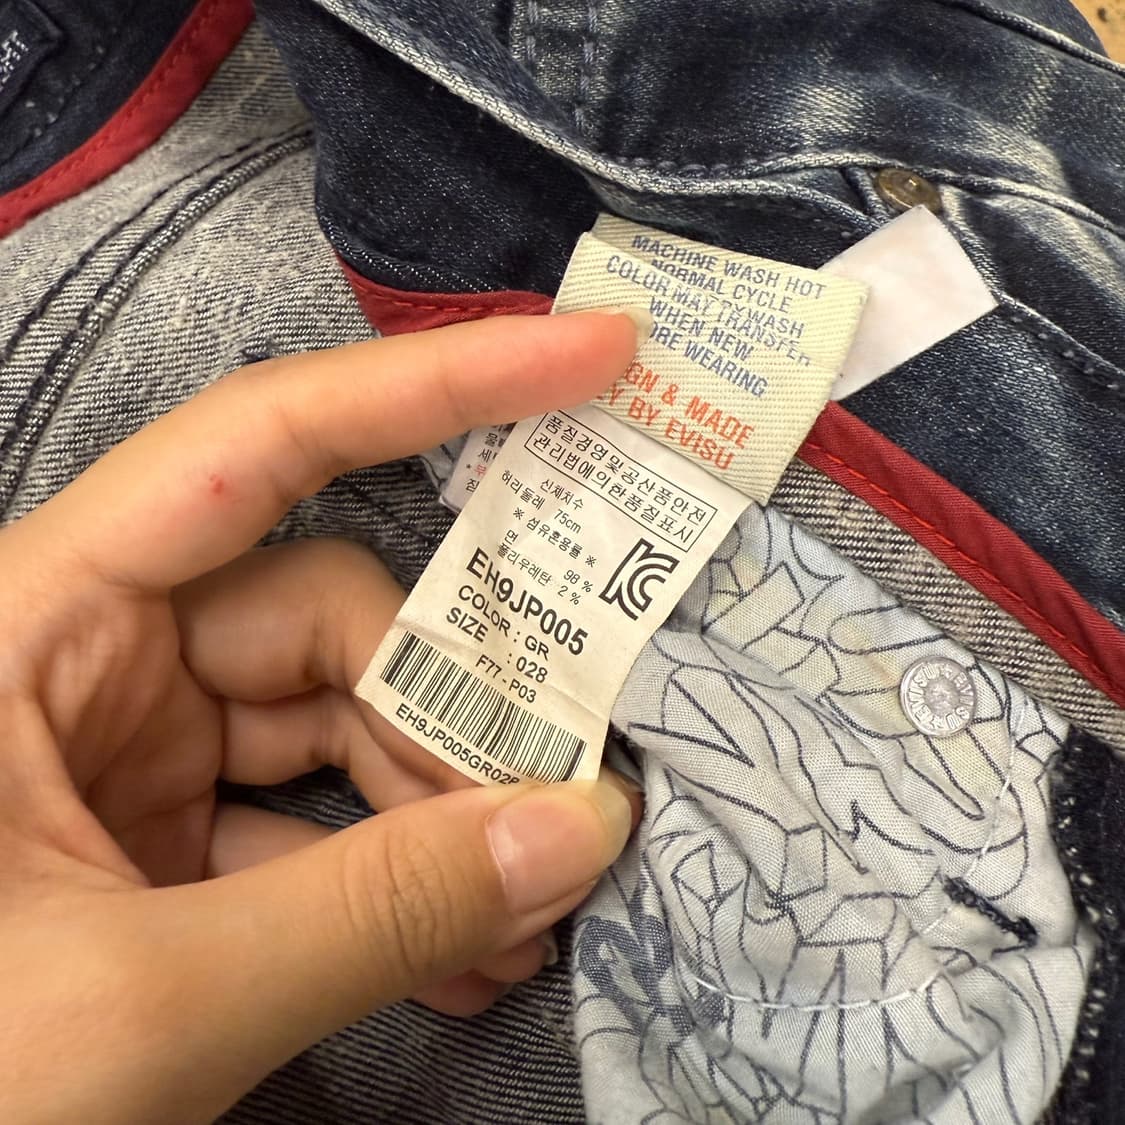 MACHINE WASH HOT
NORMAL CYCLE
COLOR MAY TRANSFER
WASH
WHEN NEW
WEARING
& MADE
BY EVISU
품질경영및공산품안전
관리법에의한품질표시
신체치수
허리둘레 75cm
※ 섬유혼용률 ※
면 98 %
폴리우레탄 2 %
EH9JP005
COLOR : GR
SIZE : 028
F77 - P03
EH9JP005GR028
EVISU